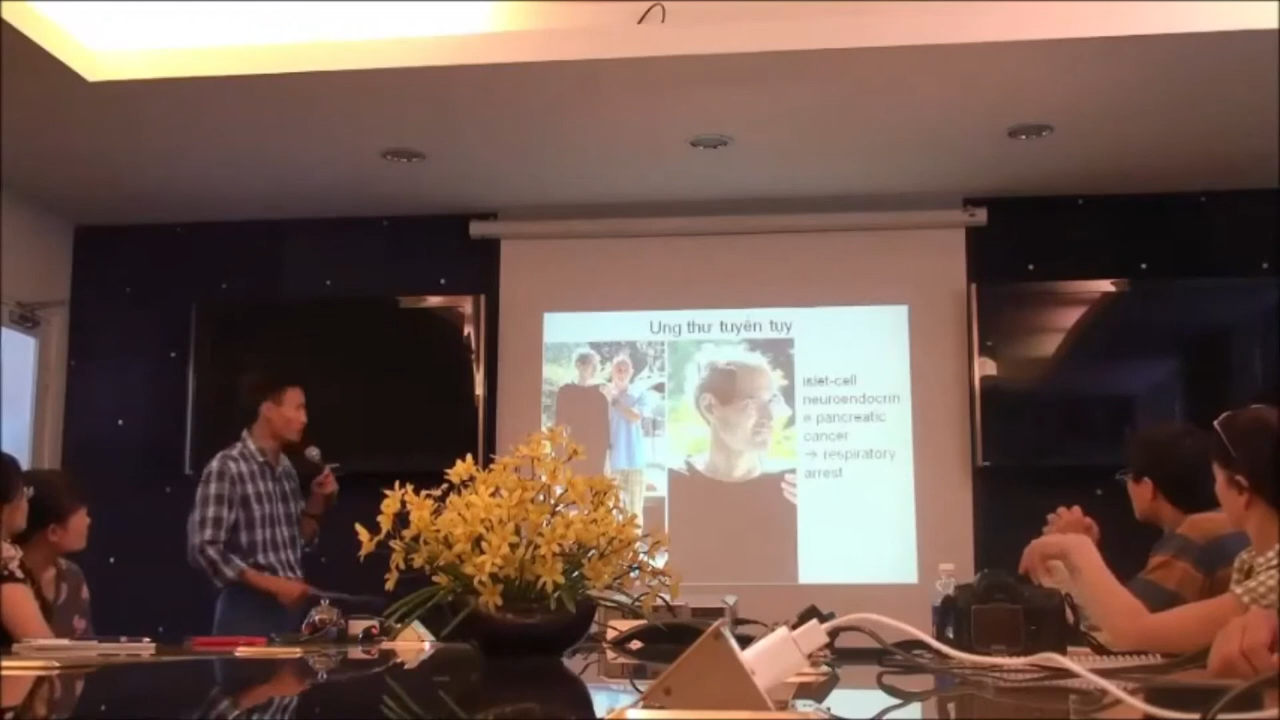 Ung thư tuyến tụy
islet-cell
neuroendocrin
e pancreatic
cancer
→ respiratory
arrest